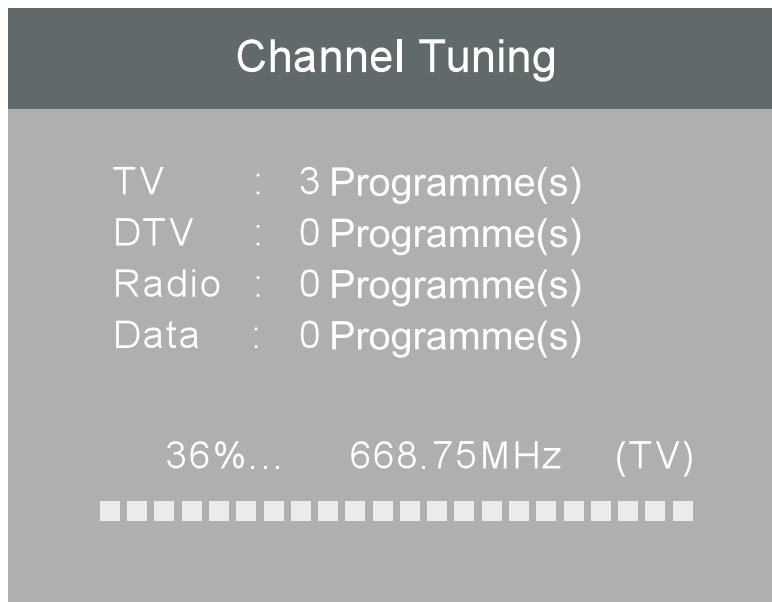 Channel Tuning
TV : 3 Programme(s)
DTV : 0 Programme(s)
Radio : 0 Programme(s)
Data : 0 Programme(s)
36%... 668.75MHz (TV)